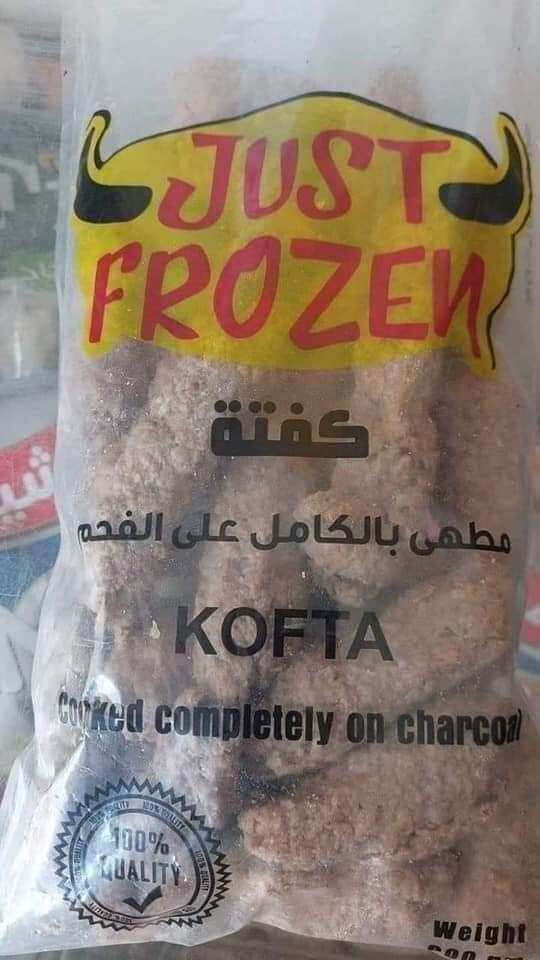 JUST
FROZEN
كفتة
مطهى بالكامل على الفحم
KOFTA
Cooked completely on charcoal
100%
QUALITY
Weight